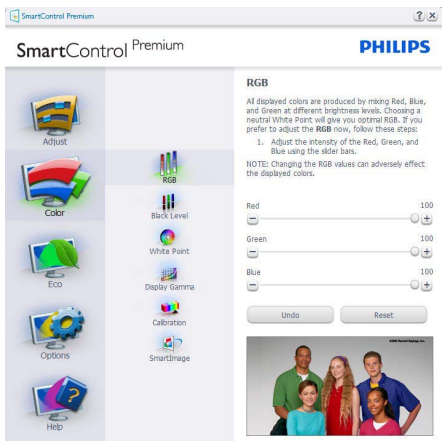 SmartControl Premium
SmartControl Premium
PHILIPS
Adjust
Color
Eco
Options
Help
RGB
Black Level
White Point
Display Gamma
Calibration
SmartImage
RGB
All displayed colors are produced by mixing Red, Blue,
and Green at different brightness levels. Choosing a
neutral White Point will give you optimal RGB. If you
prefer to adjust the RGB now, follow these steps:
1. Adjust the intensity of the Red, Green, and
Blue using the slider bars.
NOTE: Changing the RGB values can adversely effect
the displayed colors.
Red 100
Green 100
Blue 100
Undo Reset